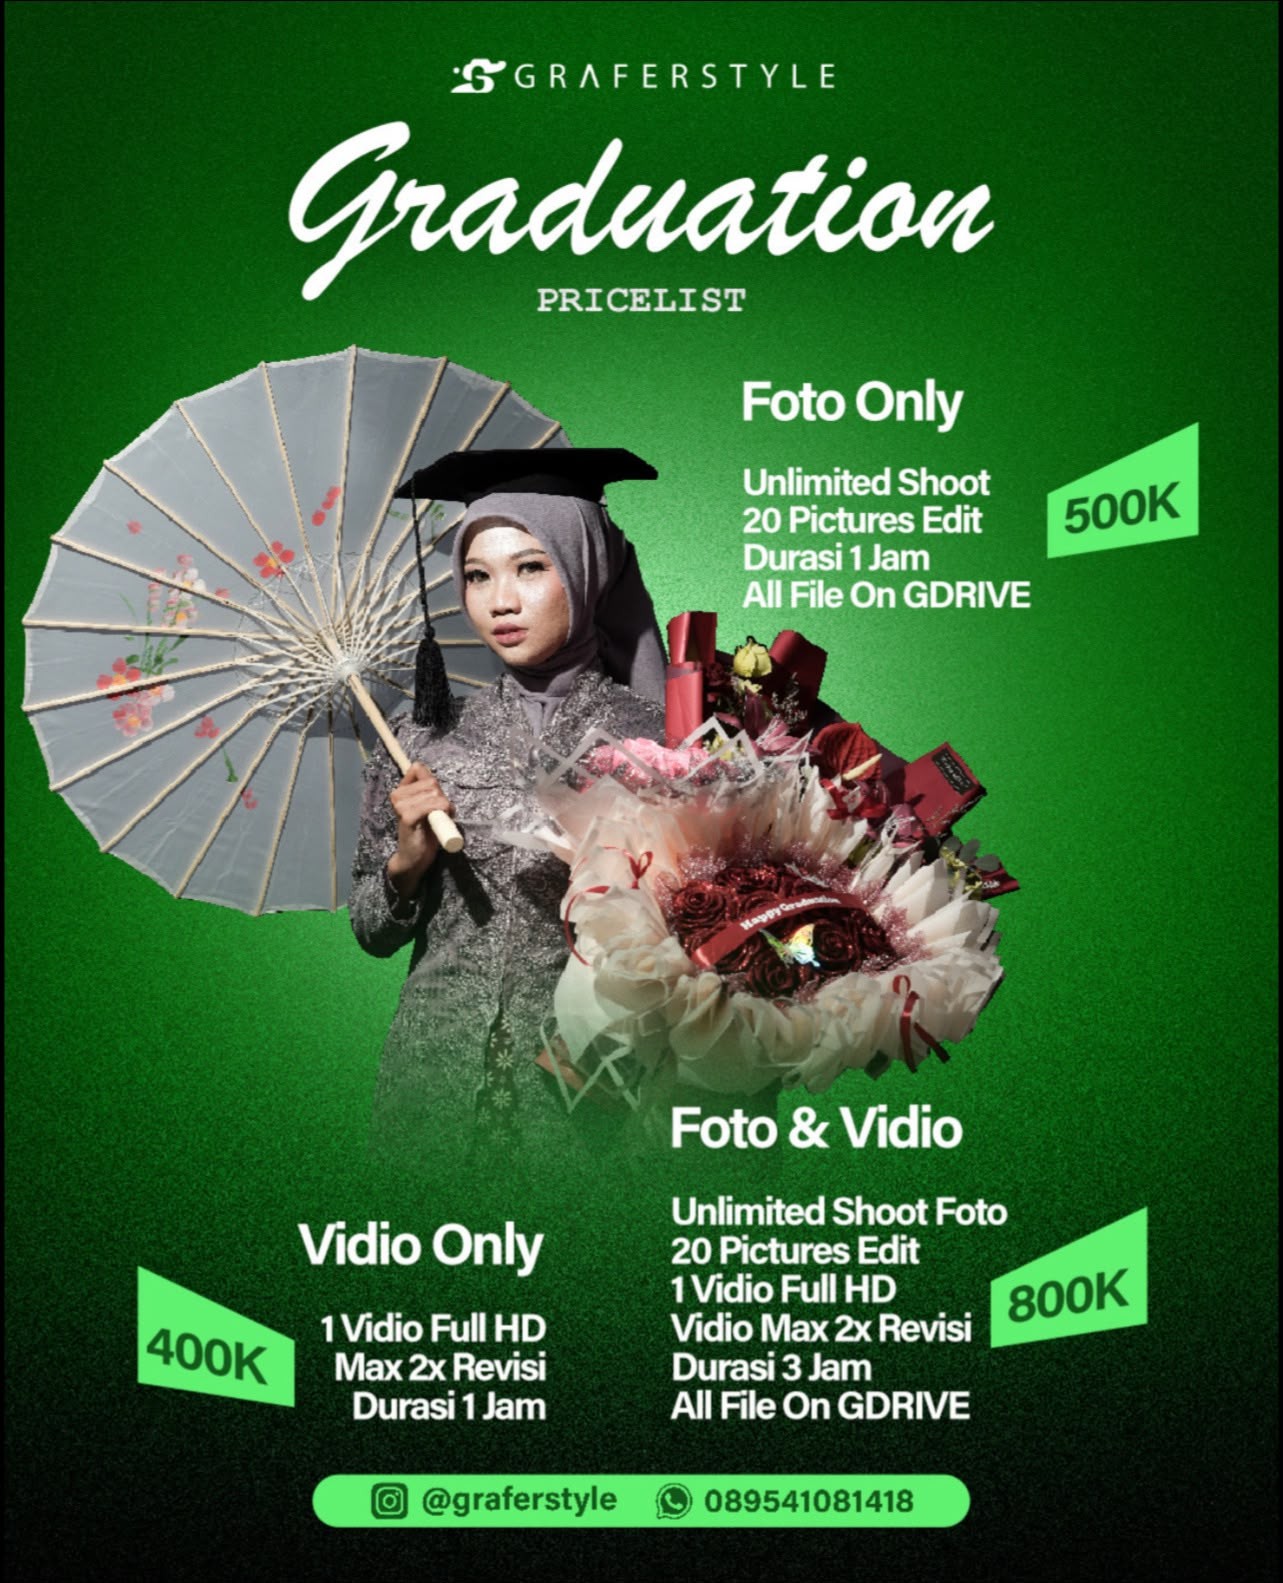 GRAFERSTYLE
Graduation
PRICELIST
Foto Only
Unlimited Shoot
20 Pictures Edit
Durasi 1 Jam
All File On GDRIVE
500K
Happy Graduation
Foto & Vidio
Unlimited Shoot Foto
20 Pictures Edit
1 Vidio Full HD
Vidio Max 2x Revisi
Durasi 3 Jam
All File On GDRIVE
800K
Vidio Only
1 Vidio Full HD
Max 2x Revisi
Durasi 1 Jam
400K
@graferstyle 089541081418